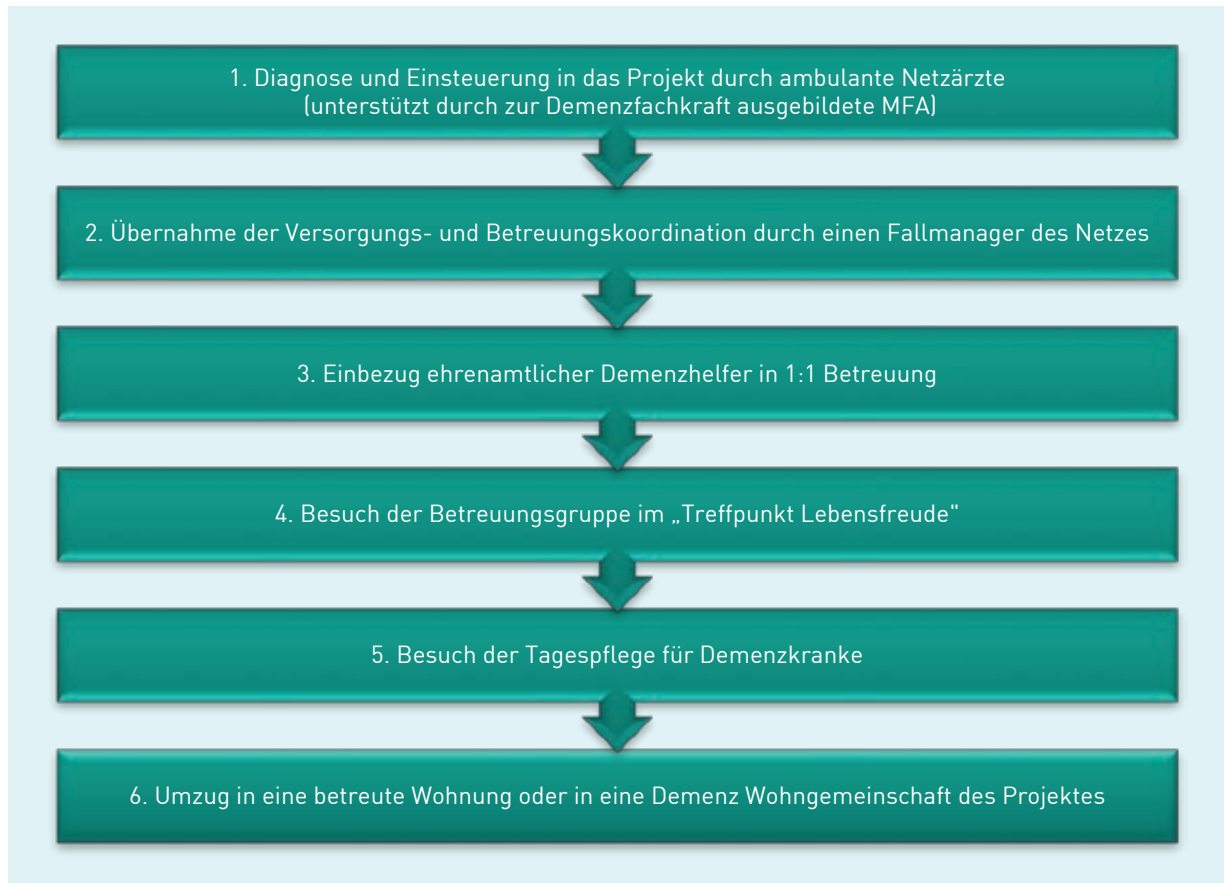 1. Diagnose und Einsteuerung in das Projekt durch ambulante Netzärzte
(unterstützt durch zur Demenzfachkraft ausgebildete MFA)
2. Übernahme der Versorgungs- und Betreuungskoordination durch einen Fallmanager des Netzes
3. Einbezug ehrenamtlicher Demenzhelfer in 1:1 Betreuung
4. Besuch der Betreuungsgruppe im „Treffpunkt Lebensfreude"
5. Besuch der Tagespflege für Demenzkranke
6. Umzug in eine betreute Wohnung oder in eine Demenz Wohngemeinschaft des Projektes